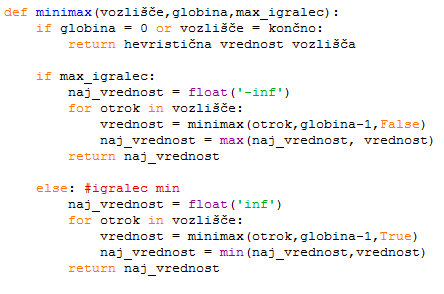 def minimax(vozlišče,globina,max_igralec):
    if globina = 0 or vozlišče = končno:
        return hevristična vrednost vozlišča

    if max_igralec:
        naj_vrednost = float('-inf')
        for otrok in vozlišče:
            vrednost = minimax(otrok,globina-1,False)
            naj_vrednost = max(naj_vrednost, vrednost)
        return naj_vrednost

    else: #igralec min
        naj_vrednost = float('inf')
        for otrok in vozlišče:
            vrednost = minimax(otrok,globina-1,True)
            naj_vrednost = min(naj_vrednost,vrednost)
        return naj_vrednost